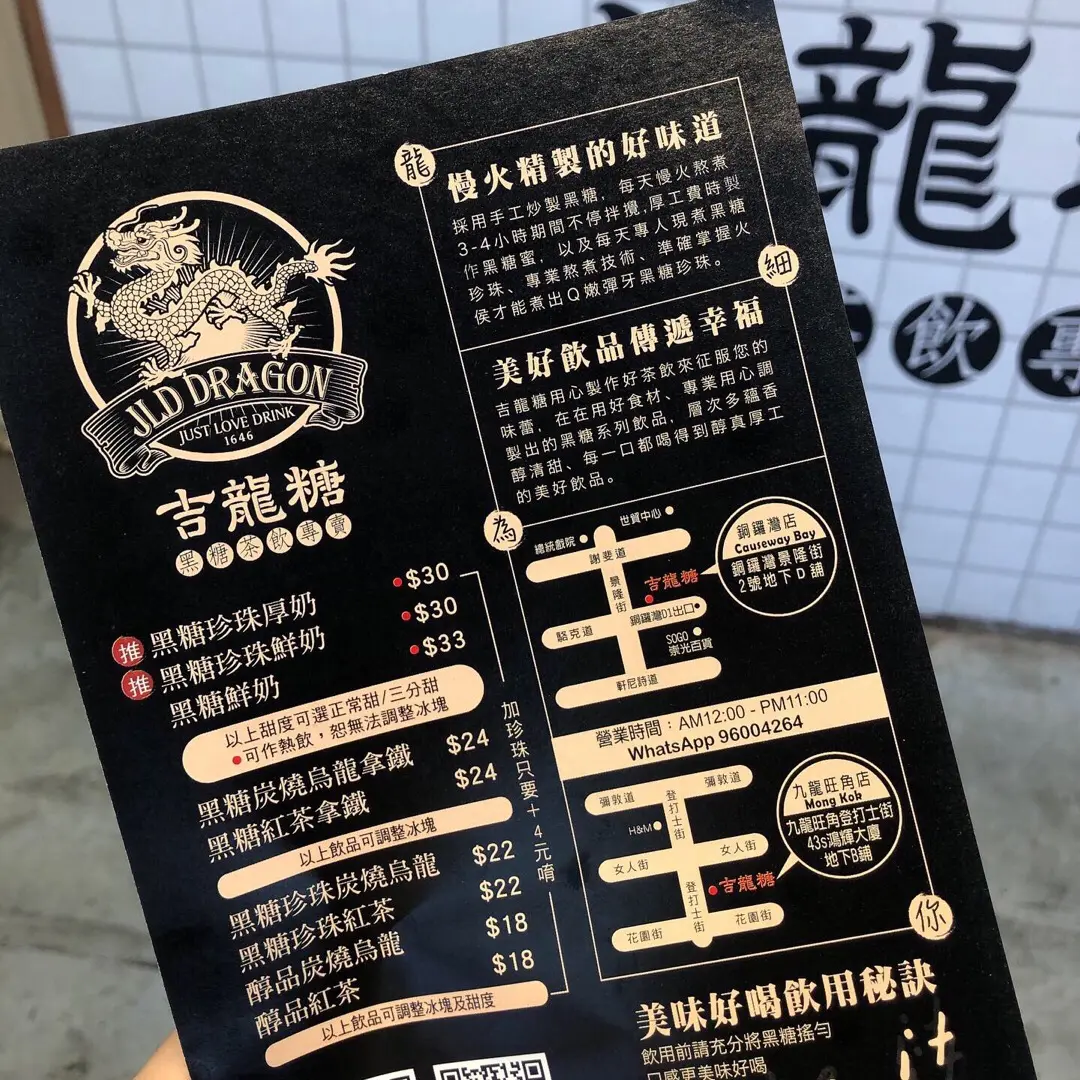 龍
飲
專
JLD DRAGON
JUST LOVE DRINK
1646
吉龍糖
黑糖茶飲專賣
推 黑糖珍珠厚奶 $30
推 黑糖珍珠鮮奶 $30
黑糖鮮奶 $33
以上甜度可選正常甜/三分甜
可作熱飲,恕無法調整冰塊
黑糖炭燒烏龍拿鐵 $24
黑糖紅茶拿鐵 $24
以上飲品可調整冰塊
黑糖珍珠炭燒烏龍 $22
黑糖珍珠紅茶 $22
醇品炭燒烏龍 $18
醇品紅茶 $18
以上飲品可調整冰塊及甜度
加珍珠只要+4元唷
龍
慢火精製的好味道
採用手工炒製黑糖,每天慢火熬煮
3-4小時期間不停拌攪,厚工費時製
作黑糖蜜,以及每天專人現煮黑糖
珍珠、專業熬煮技術、準確掌握火
侯才能煮出Q嫩彈牙黑糖珍珠。
細
美好飲品傳遞幸福
吉龍糖用心製作好茶飲來征服您的
味蕾,在在用好食材、專業用心調
製出的黑糖系列飲品,層次多蘊香
醇清甜、每一口都喝得到醇真厚工
的美好飲品。
為
世貿中心
總統戲院
謝斐道
景隆街
吉龍糖
銅鑼灣D1出口
駱克道
SOGO
崇光百貨
軒尼詩道
銅鑼灣店
Causeway Bay
銅鑼灣景隆街
2號地下D舖
營業時間:AM12:00 - PM11:00
WhatsApp 96004264
彌敦道
彌敦道
登打士街
H&M
女人街
女人街
登打士街
吉龍糖
花園街
花園街
九龍旺角店
Mong Kok
九龍旺角登打士街
43s鴻輝大廈
地下B舖
你
美味好喝飲用秘訣
飲用前請充分將黑糖搖勻
口感更美味好喝
it